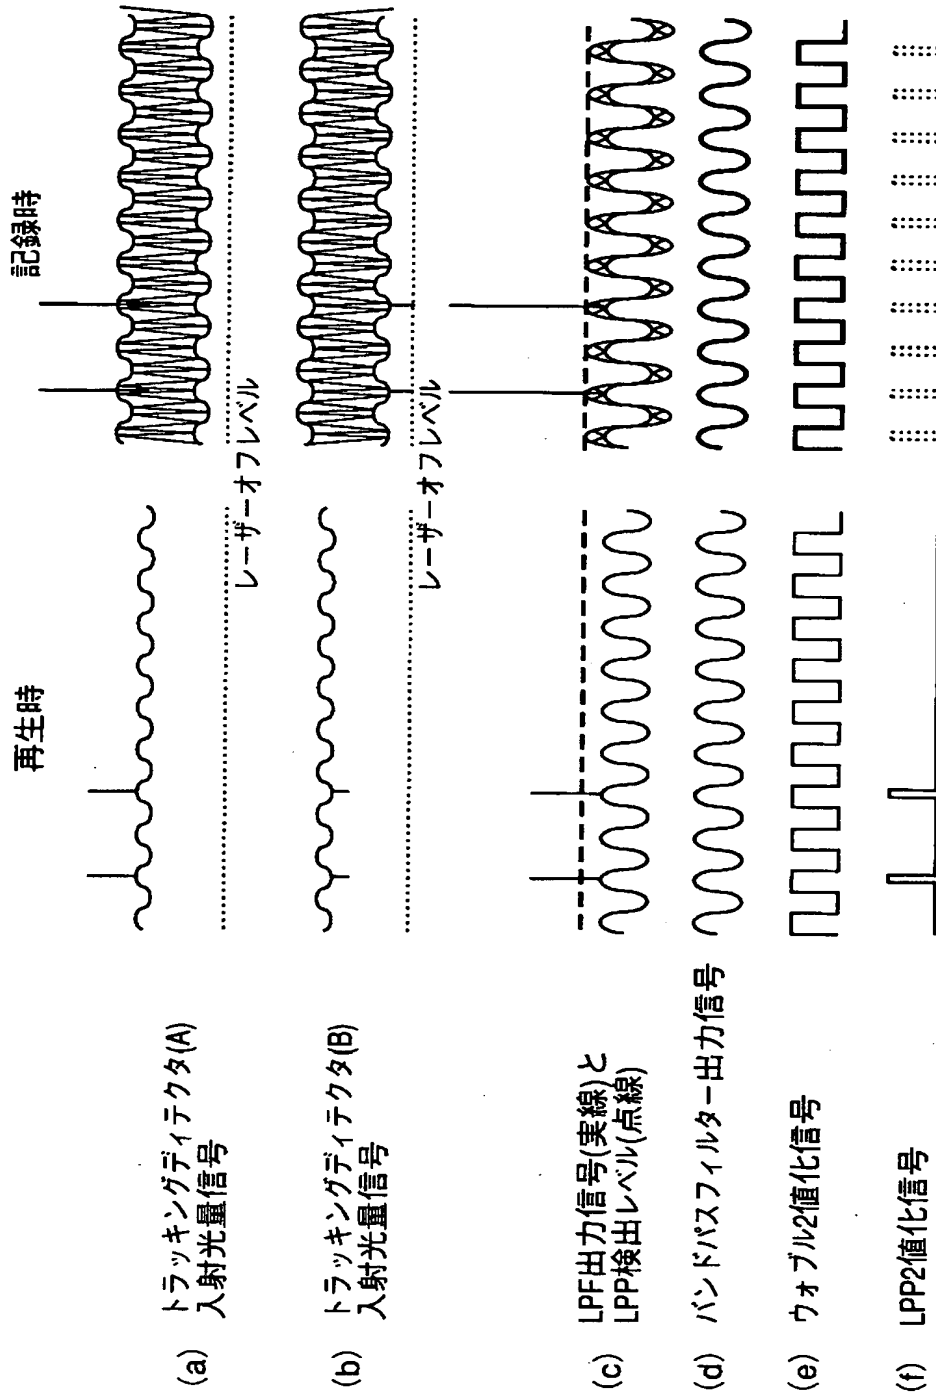 再生時
記録時
(a) トラッキングディテクタ(A)
入射光量信号
レーザーオフレベル
(b) トラッキングディテクタ(B)
入射光量信号
レーザーオフレベル
(c) LPF出力信号(実線)と
LPP検出レベル(点線)
(d) バンドパスフィルター出力信号
(e) ウォブル2値化信号
(f) LPP2値化信号